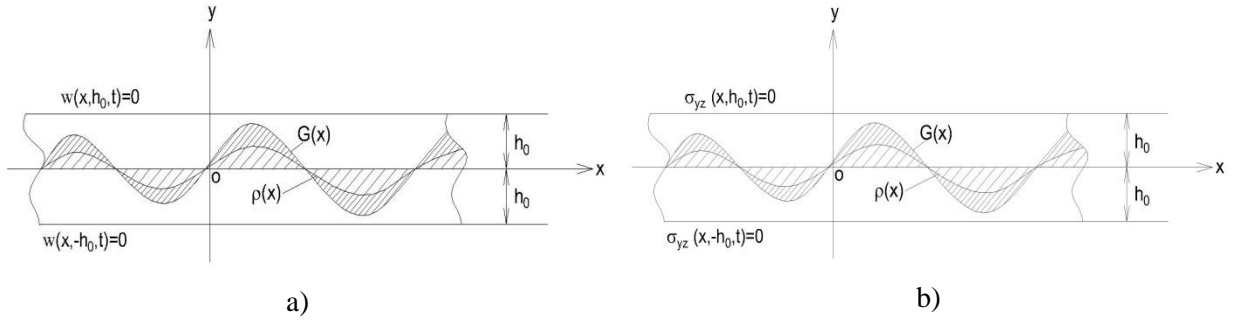 y
w(x,h₀,t)=0
G(x)
h₀
x
o
ρ(x)
h₀
w(x,-h₀,t)=0
a)
y
σyz (x,h₀,t)=0
G(x)
h₀
x
o
ρ(x)
h₀
σyz (x,-h₀,t)=0
b)